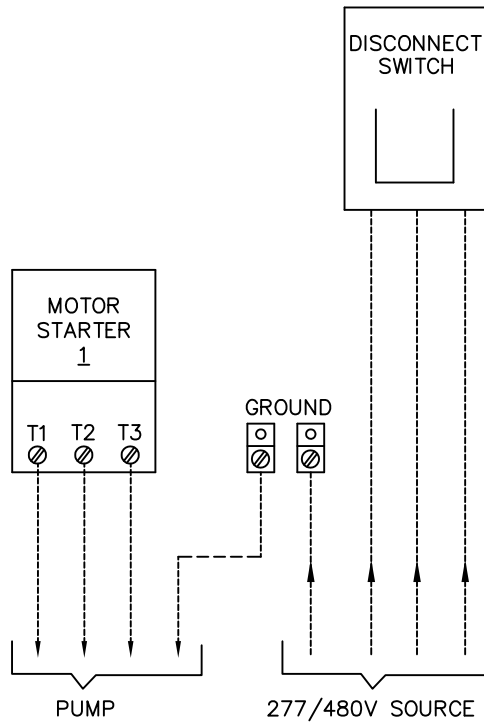 DISCONNECT
SWITCH
MOTOR
STARTER
1
T1 T2 T3
GROUND
PUMP
277/480V SOURCE